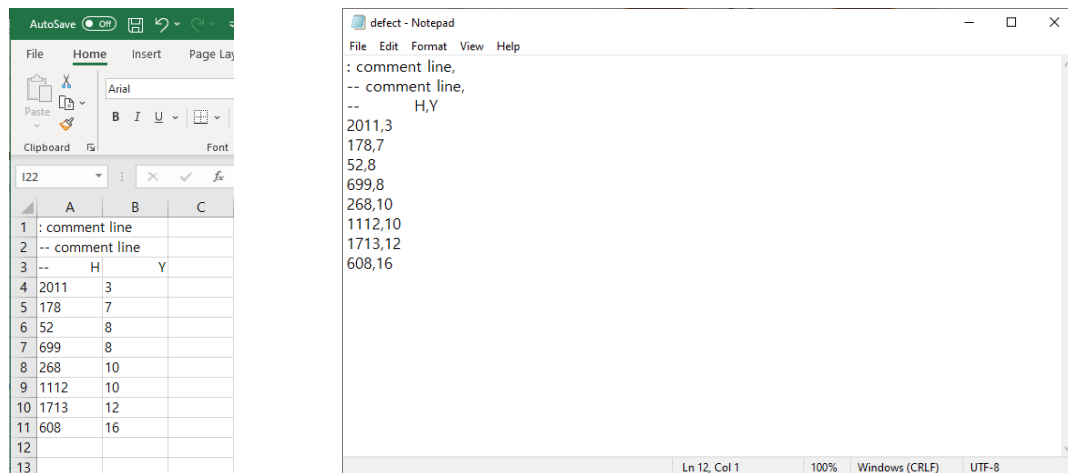 AutoSave Off
File Home Insert Page Lay
Paste
Arial
B I U
Clipboard Font
I22 fx
A B C
1 : comment line
2 -- comment line
3 -- H Y
4 2011 3
5 178 7
6 52 8
7 699 8
8 268 10
9 1112 10
10 1713 12
11 608 16
12
13
defect - Notepad
File Edit Format View Help
: comment line,
-- comment line,
-- H,Y
2011,3
178,7
52,8
699,8
268,10
1112,10
1713,12
608,16
Ln 12, Col 1 100% Windows (CRLF) UTF-8